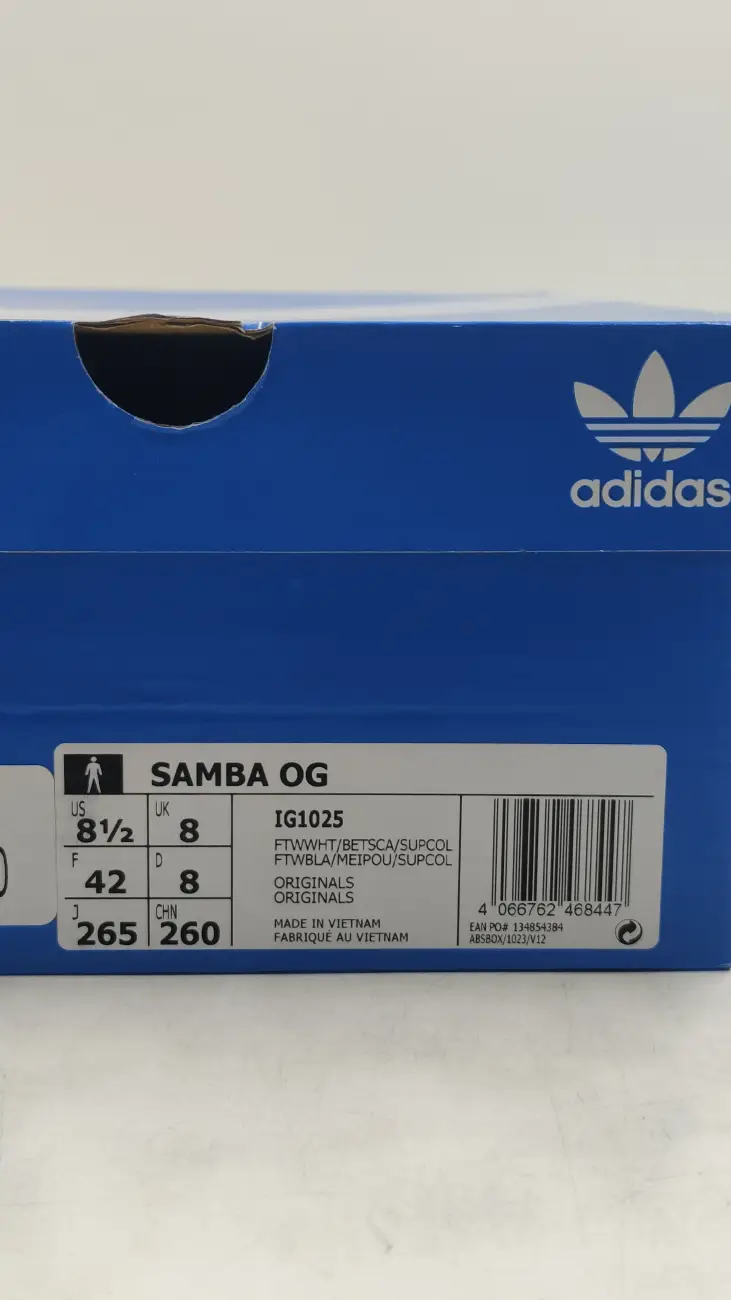 adidas
SAMBA OG
US
8½
UK
8
F
42
D
8
J
265
CHN
260
IG1025
FTWWHT/BETSCA/SUPCOL
FTWBLA/MEIPOU/SUPCOL
ORIGINALS
ORIGINALS
MADE IN VIETNAM
FABRIQUÉ AU VIETNAM
4 066762 468447
EAN PO# 134854384
ABSBOX/1023/V12